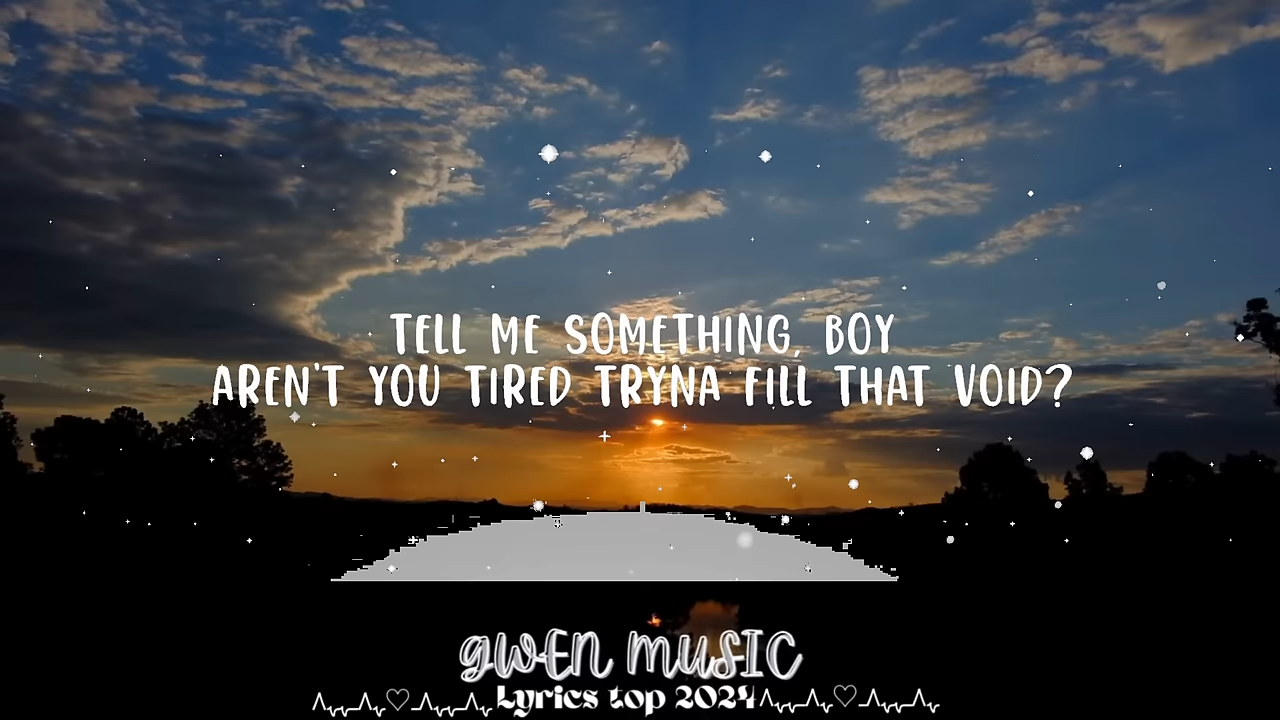 TELL ME SOMETHING, BOY
AREN'T YOU TIRED TRYNA FILL THAT VOID?
gwEn musIC
Lyrics top 2024